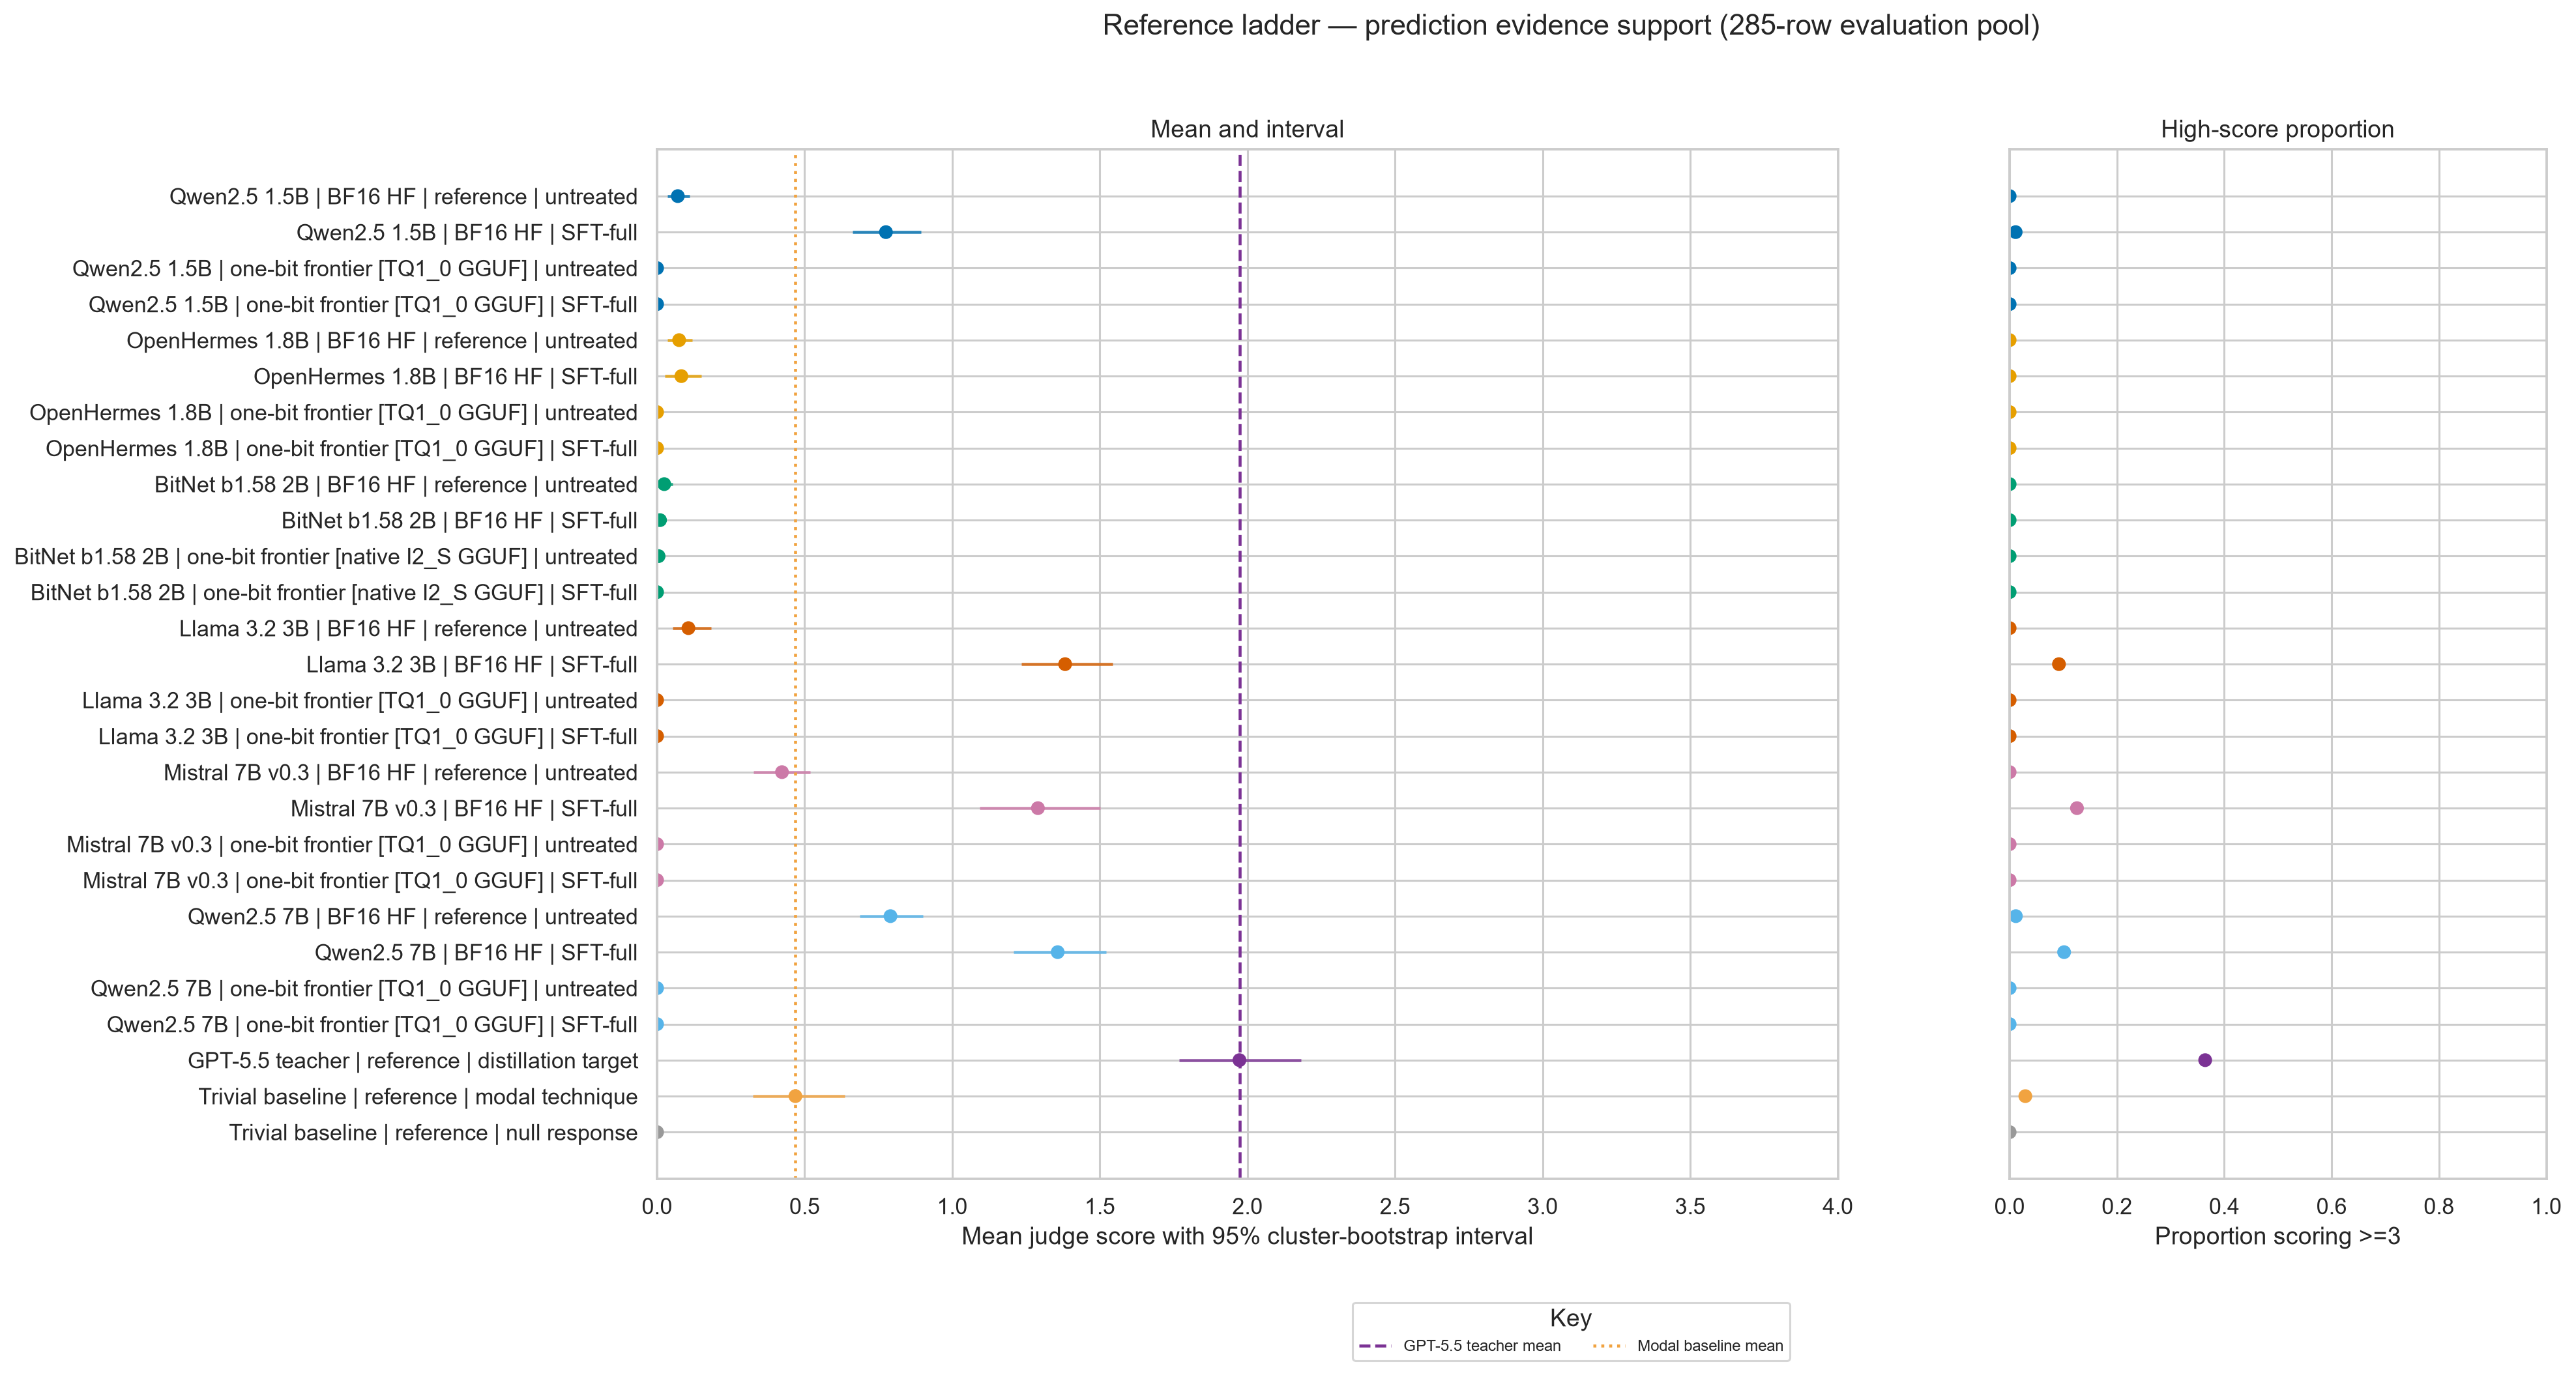 Reference ladder — prediction evidence support (285-row evaluation pool)
Mean and interval
High-score proportion
Qwen2.5 1.5B | BF16 HF | reference | untreated
Qwen2.5 1.5B | BF16 HF | SFT-full
Qwen2.5 1.5B | one-bit frontier [TQ1_0 GGUF] | untreated
Qwen2.5 1.5B | one-bit frontier [TQ1_0 GGUF] | SFT-full
OpenHermes 1.8B | BF16 HF | reference | untreated
OpenHermes 1.8B | BF16 HF | SFT-full
OpenHermes 1.8B | one-bit frontier [TQ1_0 GGUF] | untreated
OpenHermes 1.8B | one-bit frontier [TQ1_0 GGUF] | SFT-full
BitNet b1.58 2B | BF16 HF | reference | untreated
BitNet b1.58 2B | BF16 HF | SFT-full
BitNet b1.58 2B | one-bit frontier [native I2_S GGUF] | untreated
BitNet b1.58 2B | one-bit frontier [native I2_S GGUF] | SFT-full
Llama 3.2 3B | BF16 HF | reference | untreated
Llama 3.2 3B | BF16 HF | SFT-full
Llama 3.2 3B | one-bit frontier [TQ1_0 GGUF] | untreated
Llama 3.2 3B | one-bit frontier [TQ1_0 GGUF] | SFT-full
Mistral 7B v0.3 | BF16 HF | reference | untreated
Mistral 7B v0.3 | BF16 HF | SFT-full
Mistral 7B v0.3 | one-bit frontier [TQ1_0 GGUF] | untreated
Mistral 7B v0.3 | one-bit frontier [TQ1_0 GGUF] | SFT-full
Qwen2.5 7B | BF16 HF | reference | untreated
Qwen2.5 7B | BF16 HF | SFT-full
Qwen2.5 7B | one-bit frontier [TQ1_0 GGUF] | untreated
Qwen2.5 7B | one-bit frontier [TQ1_0 GGUF] | SFT-full
GPT-5.5 teacher | reference | distillation target
Trivial baseline | reference | modal technique
Trivial baseline | reference | null response
0.0 0.5 1.0 1.5 2.0 2.5 3.0 3.5 4.0
Mean judge score with 95% cluster-bootstrap interval
0.0 0.2 0.4 0.6 0.8 1.0
Proportion scoring >=3
Key
GPT-5.5 teacher mean
Modal baseline mean